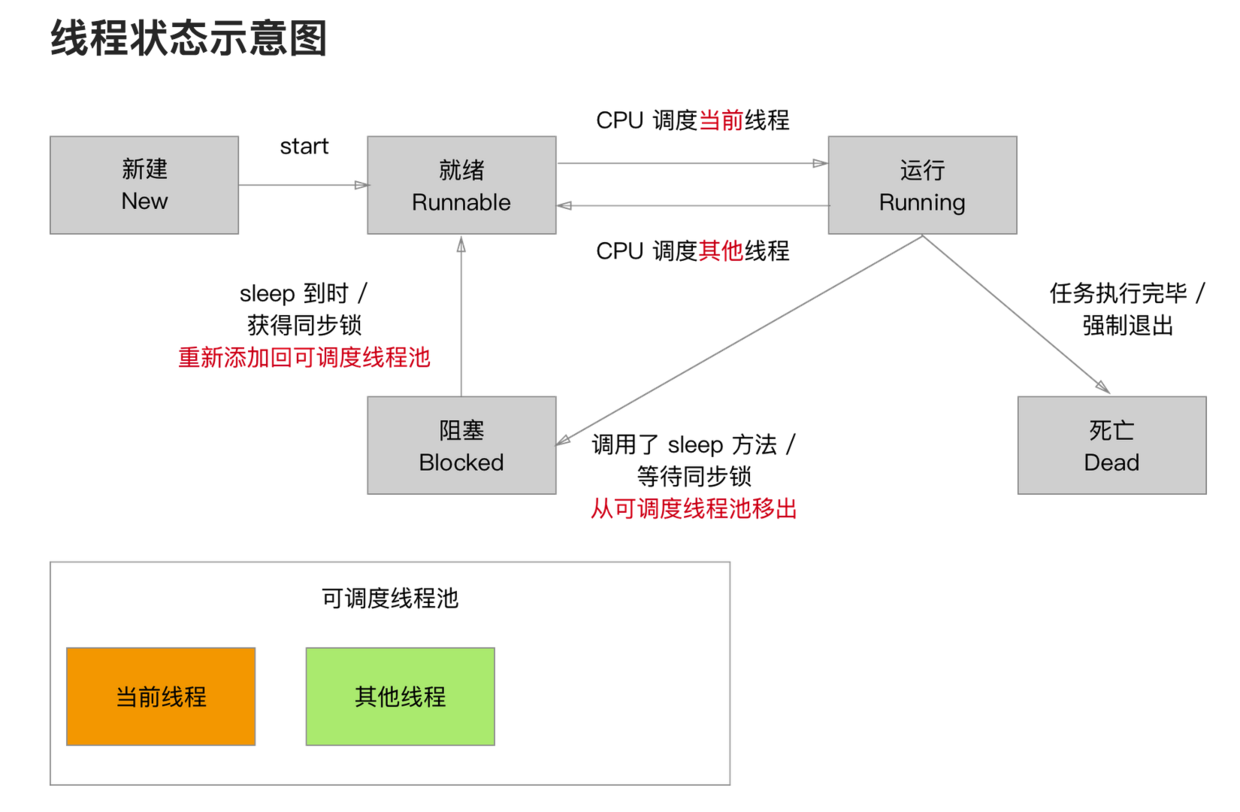 线程状态示意图
CPU 调度当前线程
start
新建
New
就绪
Runnable
运行
Running
CPU 调度其他线程
sleep 到时 /
获得同步锁
重新添加回可调度线程池
任务执行完毕 /
强制退出
阻塞
Blocked
调用了 sleep 方法 /
等待同步锁
从可调度线程池移出
死亡
Dead
可调度线程池
当前线程
其他线程